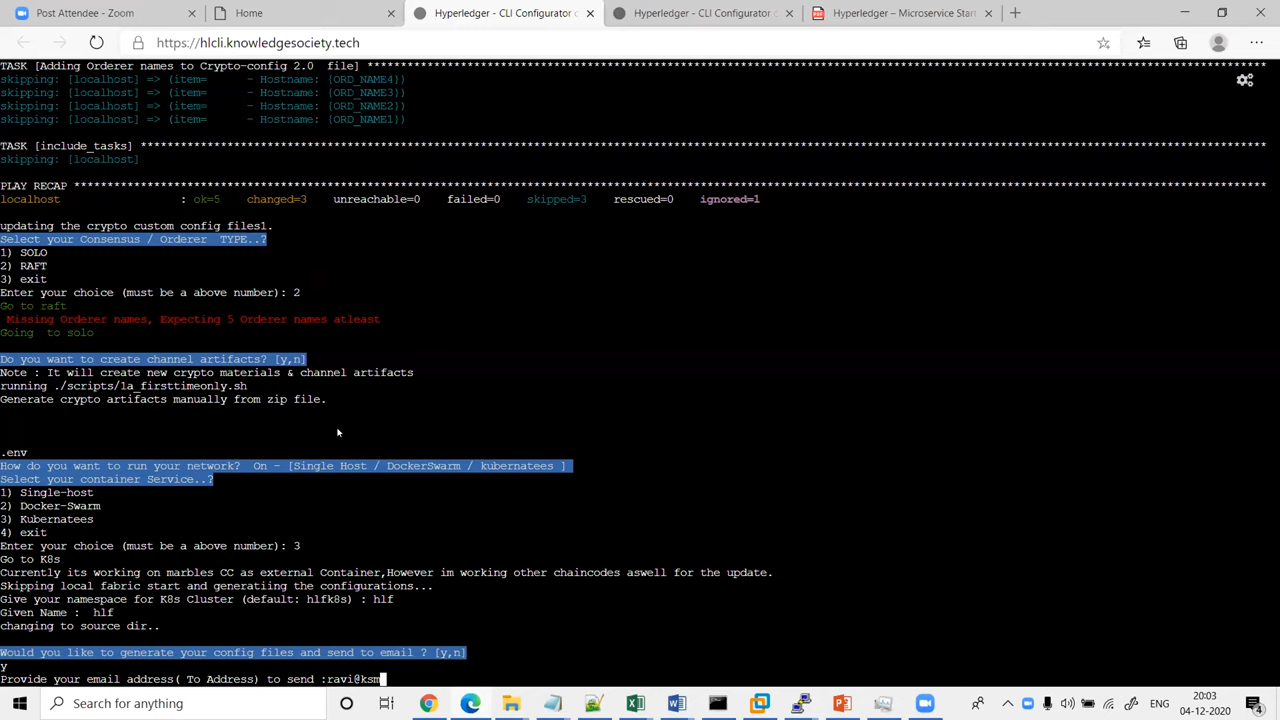 Post Attendee - Zoom
Home
Hyperledger - CLI Configurator c
Hyperledger - CLI Configurator c
Hyperledger – Microservice Star
https://hlcli.knowledgesociety.tech
TASK [Adding Orderer names to Crypto-config 2.0  file] **************************************************************************************************************************************
skipping: [localhost] => (item=      - Hostname: {ORD_NAME4})
skipping: [localhost] => (item=      - Hostname: {ORD_NAME3})
skipping: [localhost] => (item=      - Hostname: {ORD_NAME2})
skipping: [localhost] => (item=      - Hostname: {ORD_NAME1})
TASK [include_tasks] ************************************************************************************************************************************************************************
skipping: [localhost]
PLAY RECAP **********************************************************************************************************************************************************************************
localhost                  : ok=5    changed=3    unreachable=0    failed=0    skipped=3    rescued=0    ignored=1
updating the crypto custom config files1.
Select your Consensus / Orderer  TYPE..?
1) SOLO
2) RAFT
3) exit
Enter your choice (must be a above number): 2
Go to raft
Missing Orderer names, Expecting 5 Orderer names atleast
Going  to solo
Do you want to create channel artifacts? [y,n]
Note : It will create new crypto materials & channel artifacts
running ./scripts/1a_firsttimeonly.sh
Generate crypto artifacts manually from zip file.
.env
How do you want to run your network?  On - [Single Host / DockerSwarm / kubernatees ]
Select your container Service..?
1) Single-host
2) Docker-Swarm
3) Kubernatees
4) exit
Enter your choice (must be a above number): 3
Go to K8s
Currently its working on marbles CC as external Container,However im working other chaincodes aswell for the update.
Skipping local fabric start and generatiing the configurations...
Give your namespace for K8s Cluster (default: hlfk8s) : hlf
Given Name :  hlf
changing to source dir..
Would you like to generate your config files and send to email ? [y,n]
y
Provide your email address( To Address) to send :ravi@ksm
Type here to search
ENG
20:03
04-12-2020
4